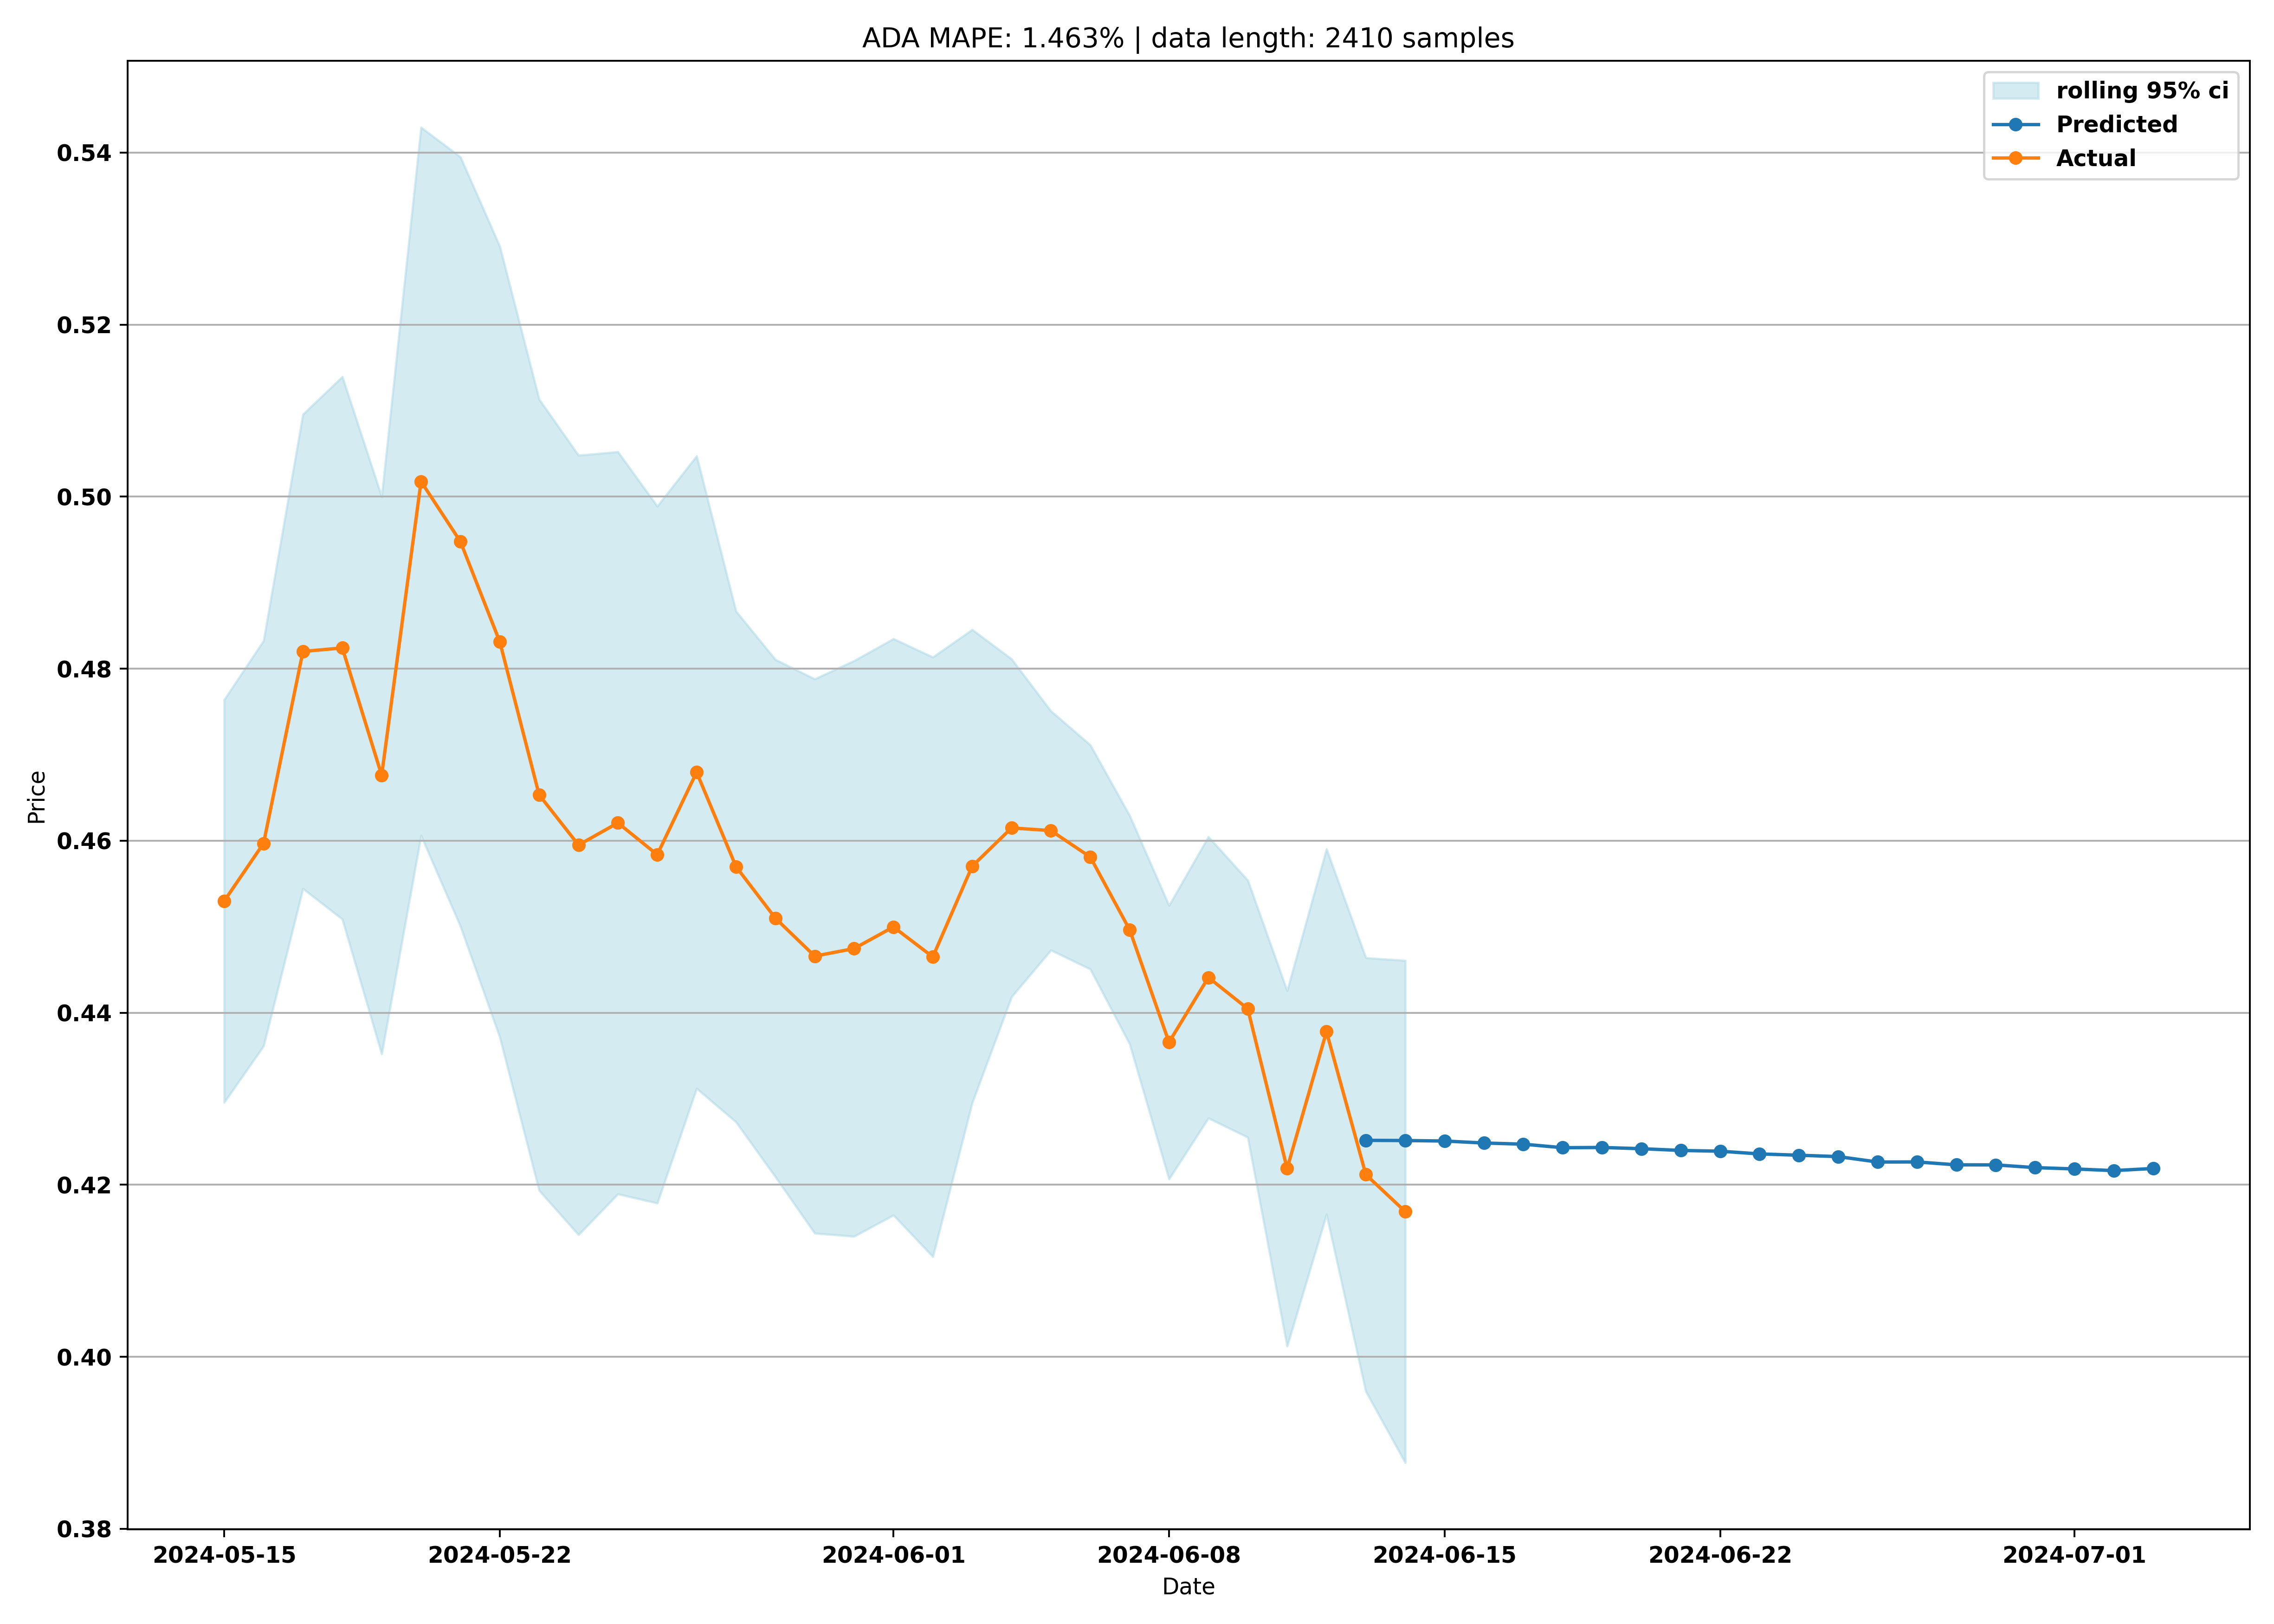 ADA MAPE: 1.463% | data length: 2410 samples
rolling 95% ci
Predicted
Actual
0.54
0.52
0.50
0.48
0.46
0.44
0.42
0.40
0.38
Price
2024-05-15 2024-05-22 2024-06-01 2024-06-08 2024-06-15 2024-06-22 2024-07-01
Date